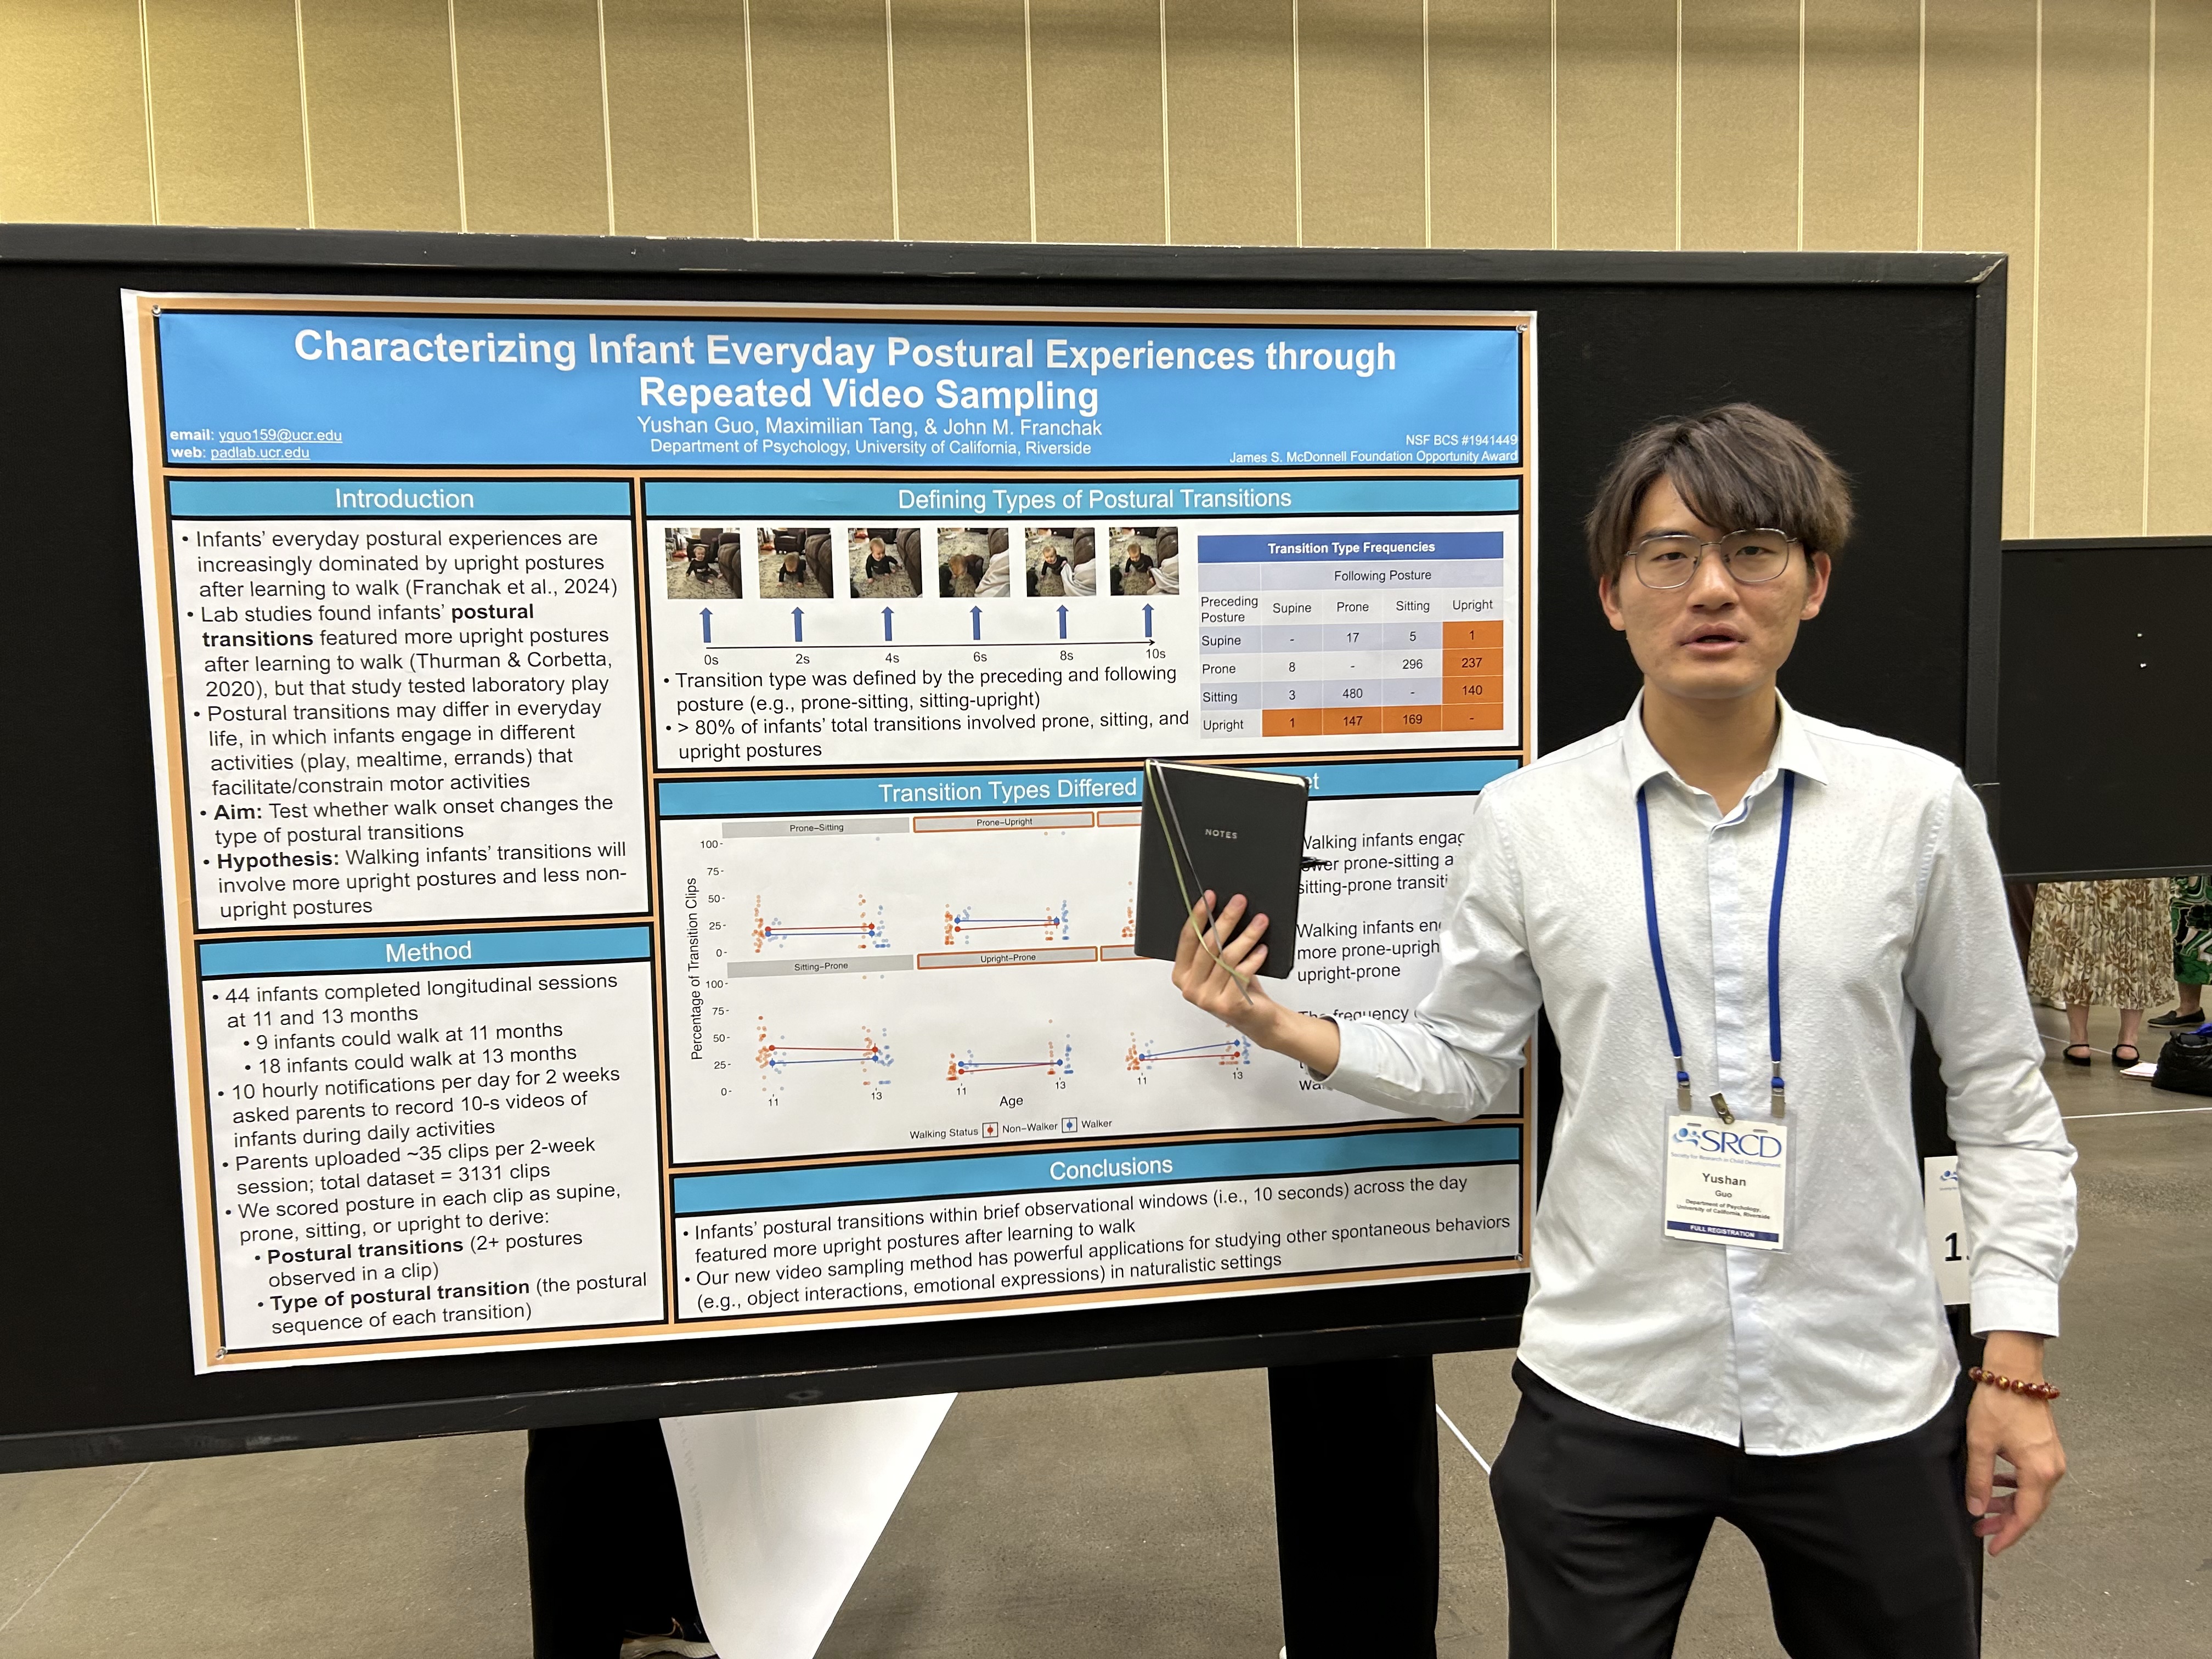 Characterizing Infant Everyday Postural Experiences through
Repeated Video Sampling
Yushan Guo, Maximilian Tang, & John M. Franchak
Department of Psychology, University of California, Riverside
email: yguo159@ucr.edu
web: padlab.ucr.edu
NSF BCS #1941449
James S. McDonnell Foundation Opportunity Award
Introduction
• Infants' everyday postural experiences are
increasingly dominated by upright postures
after learning to walk (Franchak et al., 2024)
• Lab studies found infants' postural
transitions featured more upright postures
after learning to walk (Thurman & Corbetta,
2020), but that study tested laboratory play
• Postural transitions may differ in everyday
life, in which infants engage in different
activities (play, mealtime, errands) that
facilitate/constrain motor activities
• Aim: Test whether walk onset changes the
type of postural transitions
• Hypothesis: Walking infants' transitions will
involve more upright postures and less non-
upright postures
Method
• 44 infants completed longitudinal sessions
at 11 and 13 months
• 9 infants could walk at 11 months
• 18 infants could walk at 13 months
• 10 hourly notifications per day for 2 weeks
asked parents to record 10-s videos of
infants during daily activities
• Parents uploaded ~35 clips per 2-week
session; total dataset = 3131 clips
• We scored posture in each clip as supine,
prone, sitting, or upright to derive:
• Postural transitions (2+ postures
observed in a clip)
• Type of postural transition (the postural
sequence of each transition)
Defining Types of Postural Transitions
0s 2s 4s 6s 8s 10s
• Transition type was defined by the preceding and following
posture (e.g., prone-sitting, sitting-upright)
• > 80% of infants' total transitions involved prone, sitting, and
upright postures
Transition Type Frequencies
Following Posture
Preceding
Posture Supine Prone Sitting Upright
Supine - 17 5 1
Prone 8 - 296 237
Sitting 3 480 - 140
Upright 1 147 169 -
Transition Types Differed
Percentage of Transition Clips
Prone–Sitting Prone–Upright
100
75
50
25
0
Sitting–Prone Upright–Prone
100
75
50
25
0
11 13 11 13 11 13
Age
Walking Status Non–Walker Walker
Walking infants
prone-sitting
sitting-prone
Walking infants
more
upright-prone
frequency
Conclusions
• Infants' postural transitions within brief observational windows (i.e., 10 seconds) across the day
featured more upright postures after learning to walk
• Our new video sampling method has powerful applications for studying other spontaneous behaviors
(e.g., object interactions, emotional expressions) in naturalistic settings
NOTES
SRCD
Society for Research in Child Development
Yushan
Guo
Department of Psychology,
University of California, Riverside
FULL REGISTRATION